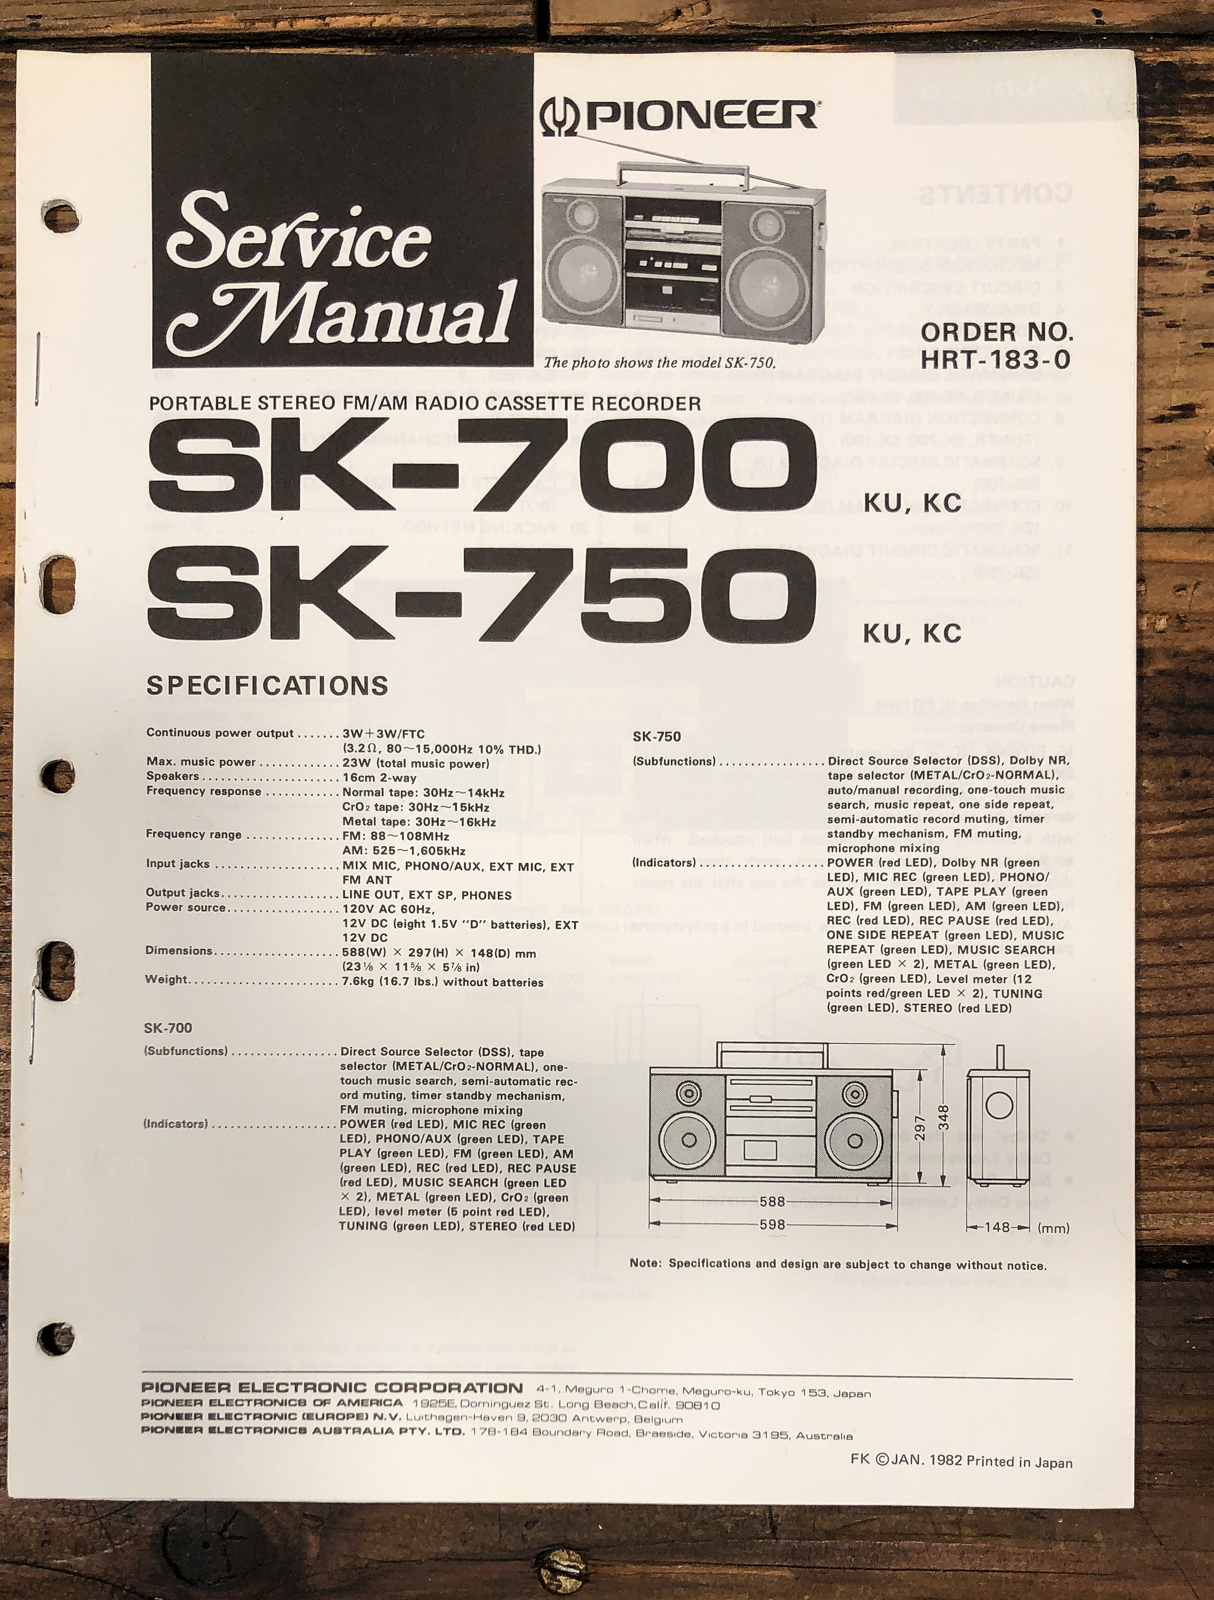 PIONEER
Service
Manual
The photo shows the model SK-750.
ORDER NO.
HRT-183-0
PORTABLE STEREO FM/AM RADIO CASSETTE RECORDER
SK-700 KU, KC
SK-750 KU, KC
SPECIFICATIONS
Continuous power output ....... 3W+3W/FTC
(3.2Ω, 80~15,000Hz 10% THD.)
Max. music power ............ 23W (total music power)
Speakers .................... 16cm 2-way
Frequency response ........... Normal tape: 30Hz~14kHz
CrO2 tape: 30Hz~15kHz
Metal tape: 30Hz~16kHz
Frequency range .............. FM: 88~108MHz
AM: 525~1,605kHz
Input jacks .................. MIX MIC, PHONO/AUX, EXT MIC, EXT
FM ANT
Output jacks.................. LINE OUT, EXT SP, PHONES
Power source................. 120V AC 60Hz,
12V DC (eight 1.5V "D" batteries), EXT
12V DC
Dimensions................... 588(W) × 297(H) × 148(D) mm
(23⅛ × 11⅝ × 5⅞ in)
Weight....................... 7.6kg (16.7 lbs.) without batteries
SK-700
(Subfunctions) ................ Direct Source Selector (DSS), tape
selector (METAL/CrO2-NORMAL), one-
touch music search, semi-automatic rec-
ord muting, timer standby mechanism,
FM muting, microphone mixing
(Indicators) ................... POWER (red LED), MIC REC (green
LED), PHONO/AUX (green LED), TAPE
PLAY (green LED), FM (green LED), AM
(green LED), REC (red LED), REC PAUSE
(red LED), MUSIC SEARCH (green LED
× 2), METAL (green LED), CrO2 (green
LED), level meter (5 point red LED),
TUNING (green LED), STEREO (red LED)
SK-750
(Subfunctions) ................ Direct Source Selector (DSS), Dolby NR,
tape selector (METAL/CrO2-NORMAL),
auto/manual recording, one-touch music
search, music repeat, one side repeat,
semi-automatic record muting, timer
standby mechanism, FM muting,
microphone mixing
(Indicators) ................... POWER (red LED), Dolby NR (green
LED), MIC REC (green LED), PHONO/
AUX (green LED), TAPE PLAY (green
LED), FM (green LED), AM (green LED),
REC (red LED), REC PAUSE (red LED),
ONE SIDE REPEAT (green LED), MUSIC
REPEAT (green LED), MUSIC SEARCH
(green LED × 2), METAL (green LED),
CrO2 (green LED), Level meter (12
points red/green LED × 2), TUNING
(green LED), STEREO (red LED)
297
348
588
598
148 (mm)
Note: Specifications and design are subject to change without notice.
PIONEER ELECTRONIC CORPORATION 4-1, Meguro 1-Chome, Meguro-ku, Tokyo 153, Japan
PIONEER ELECTRONICS OF AMERICA 1925E, Dominguez St. Long Beach, Calif. 90810
PIONEER ELECTRONIC (EUROPE) N.V. Luithagen-Haven 9, 2030 Antwerp, Belgium
PIONEER ELECTRONICS AUSTRALIA PTY. LTD. 178-184 Boundary Road, Braeside, Victoria 3195, Australia
FK ©JAN. 1982 Printed in Japan